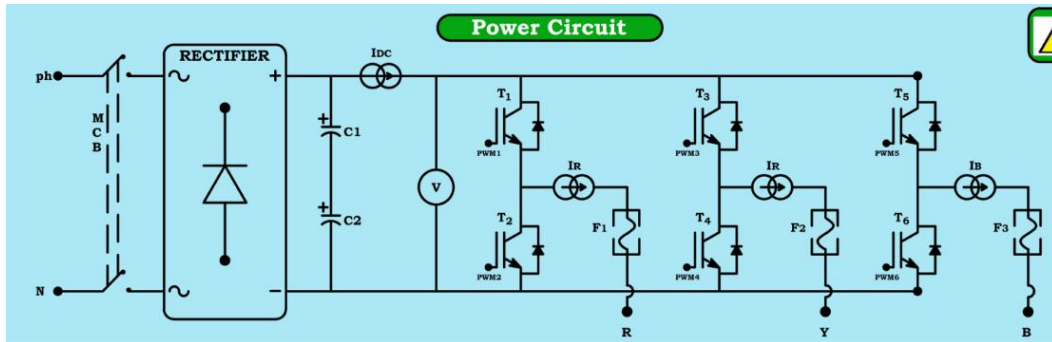 Power Circuit
RECTIFIER
ph
N
MCB
+
−
IDC
+
C1
+
C2
V
T1
PWM1
T2
PWM2
IR
F1
R
T3
PWM3
T4
PWM4
IR
F2
Y
T5
PWM5
T6
PWM6
IB
F3
B